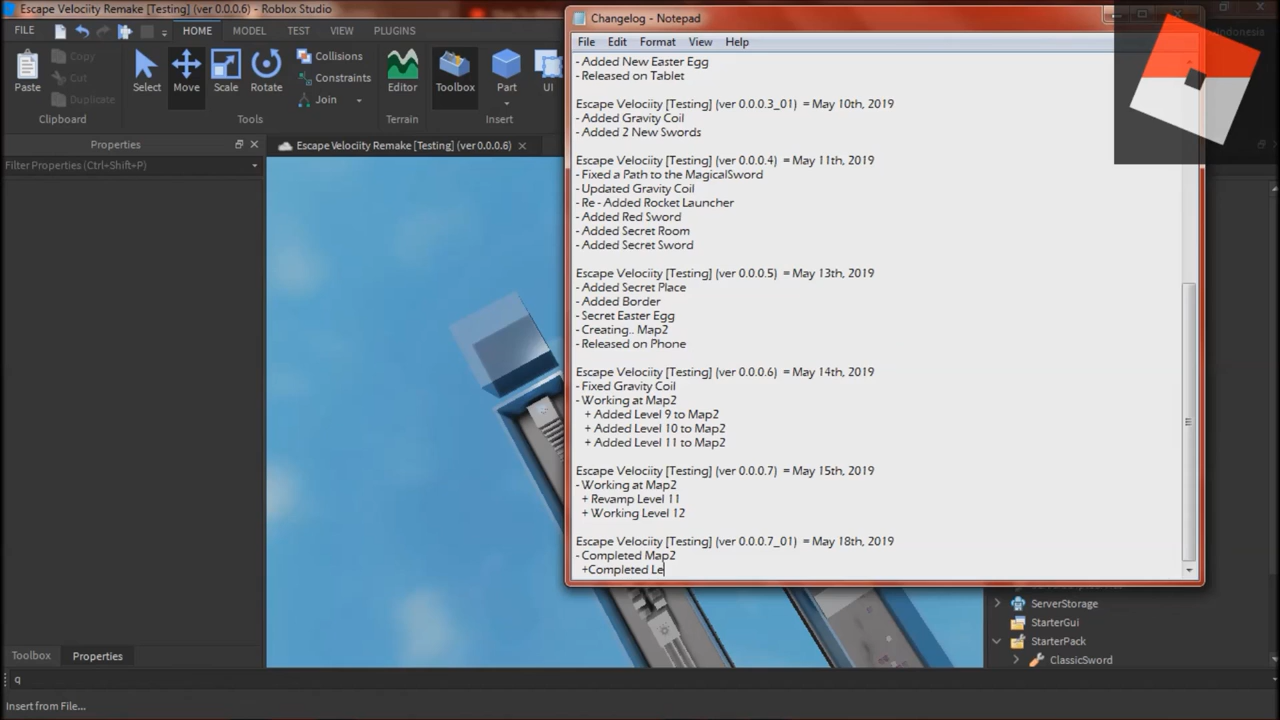 Escape Velociity Remake [Testing] (ver 0.0.0.6) - Roblox Studio
FILE
HOME
MODEL
TEST
VIEW
PLUGINS
Paste
Copy
Cut
Duplicate
Clipboard
Select
Move
Scale
Rotate
Collisions
Constraints
Join
Tools
Editor
Terrain
Toolbox
Part
UI
Insert
Properties
Filter Properties (Ctrl+Shift+P)
Escape Velociity Remake [Testing] (ver 0.0.0.6)
Changelog - Notepad
File Edit Format View Help
- Added New Easter Egg
- Released on Tablet
Escape Velociity [Testing] (ver 0.0.0.3_01) = May 10th, 2019
- Added Gravity Coil
- Added 2 New Swords
Escape Velociity [Testing] (ver 0.0.0.4) = May 11th, 2019
- Fixed a Path to the MagicalSword
- Updated Gravity Coil
- Re - Added Rocket Launcher
- Added Red Sword
- Added Secret Room
- Added Secret Sword
Escape Velociity [Testing] (ver 0.0.0.5) = May 13th, 2019
- Added Secret Place
- Added Border
- Secret Easter Egg
- Creating.. Map2
- Released on Phone
Escape Velociity [Testing] (ver 0.0.0.6) = May 14th, 2019
- Fixed Gravity Coil
- Working at Map2
+ Added Level 9 to Map2
+ Added Level 10 to Map2
+ Added Level 11 to Map2
Escape Velociity [Testing] (ver 0.0.0.7) = May 15th, 2019
- Working at Map2
+ Revamp Level 11
+ Working Level 12
Escape Velociity [Testing] (ver 0.0.0.7_01) = May 18th, 2019
- Completed Map2
+Completed Le
ServerStorage
StarterGui
StarterPack
ClassicSword
Toolbox
Properties
q
Insert from File...